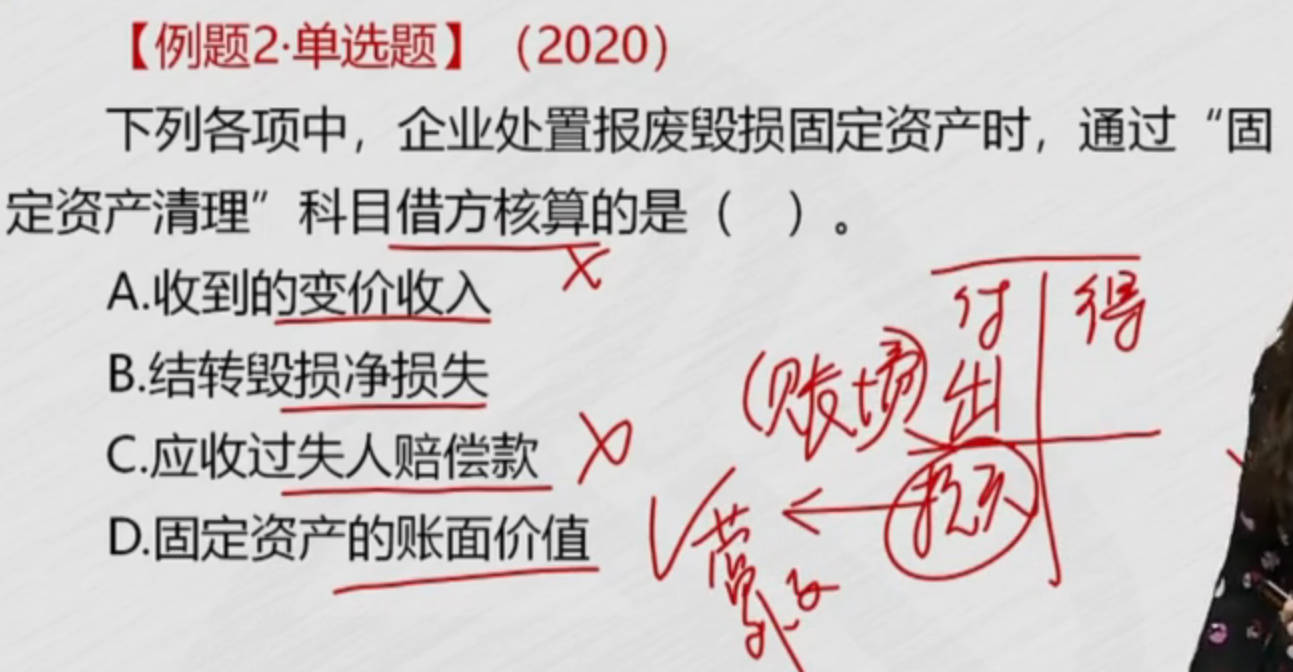 【例题2·单选题】（2020）
下列各项中，企业处置报废毁损固定资产时，通过“固
定资产清理”科目借方核算的是（ ）。
A.收到的变价收入
B.结转毁损净损失
C.应收过失人赔偿款
D.固定资产的账面价值
付 得
出
损失
营
外